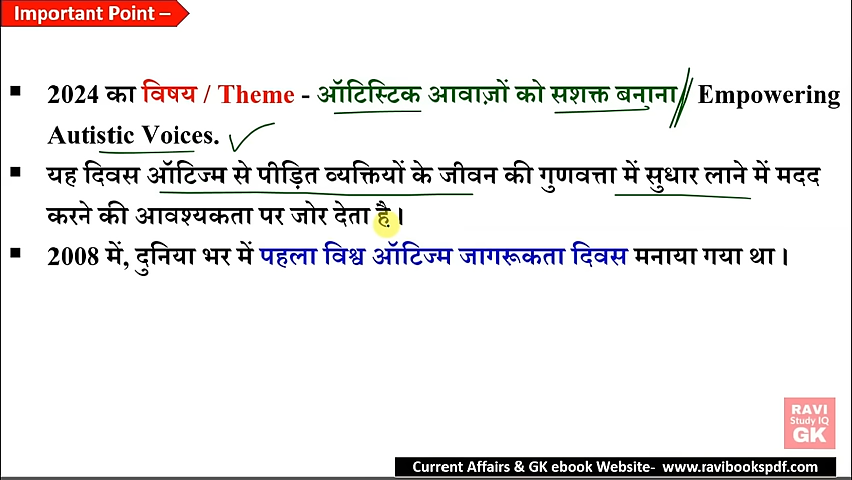 Important Point –
2024 का विषय / Theme - ऑटिस्टिक आवाज़ों को सशक्त बनाना / Empowering
Autistic Voices.
यह दिवस ऑटिज्म से पीड़ित व्यक्तियों के जीवन की गुणवत्ता में सुधार लाने में मदद
करने की आवश्यकता पर जोर देता है।
2008 में, दुनिया भर में पहला विश्व ऑटिज्म जागरूकता दिवस मनाया गया था।
RAVI
Study IQ
GK
Current Affairs & GK ebook Website- www.ravibookspdf.com